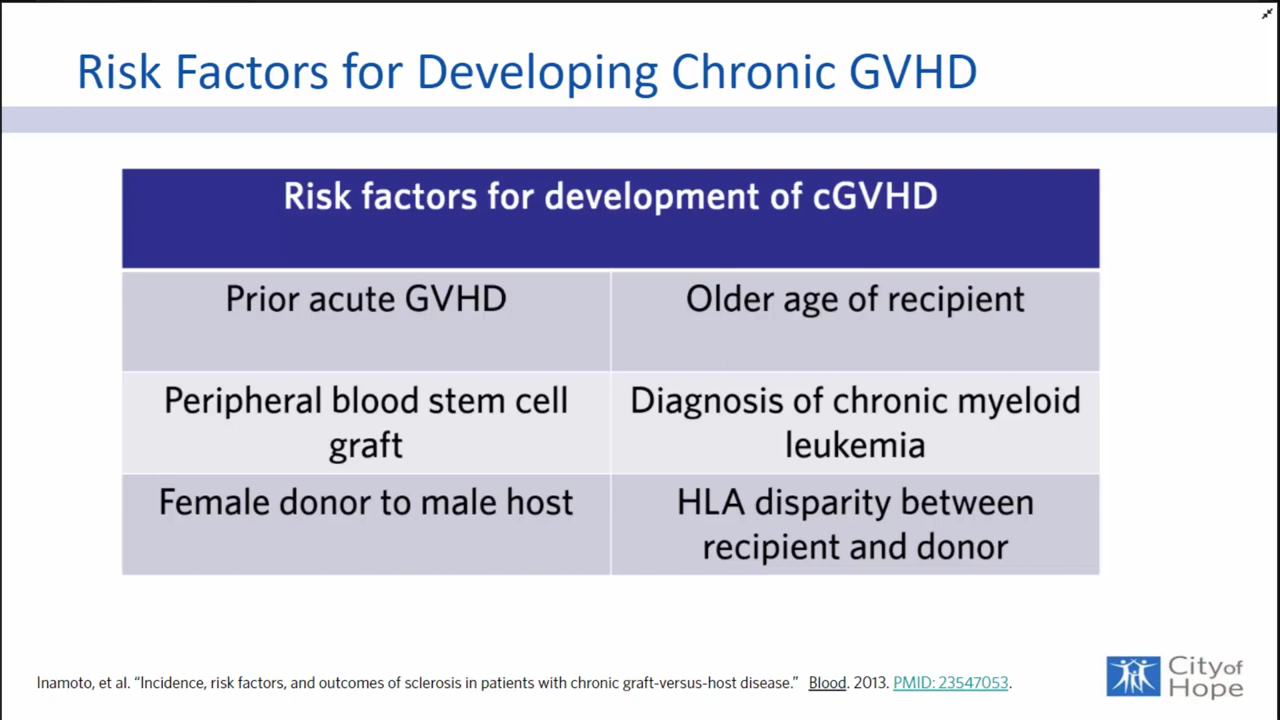 Risk Factors for Developing Chronic GVHD
Risk factors for development of cGVHD
Prior acute GVHD
Older age of recipient
Peripheral blood stem cell
graft
Diagnosis of chronic myeloid
leukemia
Female donor to male host
HLA disparity between
recipient and donor
Inamoto, et al. “Incidence, risk factors, and outcomes of sclerosis in patients with chronic graft-versus-host disease.” Blood. 2013. PMID: 23547053.
City of
Hope